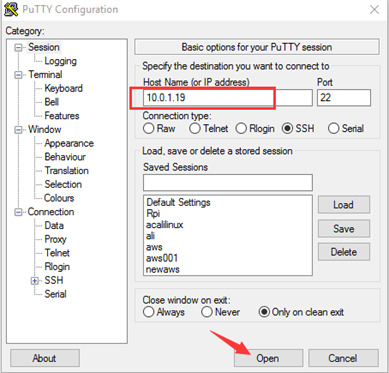 PuTTY Configuration
Category:
Session
Logging
Terminal
Keyboard
Bell
Features
Window
Appearance
Behaviour
Translation
Selection
Colours
Connection
Data
Proxy
Telnet
Rlogin
SSH
Serial
Basic options for your PuTTY session
Specify the destination you want to connect to
Host Name (or IP address) Port
10.0.1.19 22
Connection type:
Raw Telnet Rlogin SSH Serial
Load, save or delete a stored session
Saved Sessions
Default Settings
Rpi
acalilinux
ali
aws
aws001
newaws
Load
Save
Delete
Close window on exit:
Always Never Only on clean exit
About Open Cancel